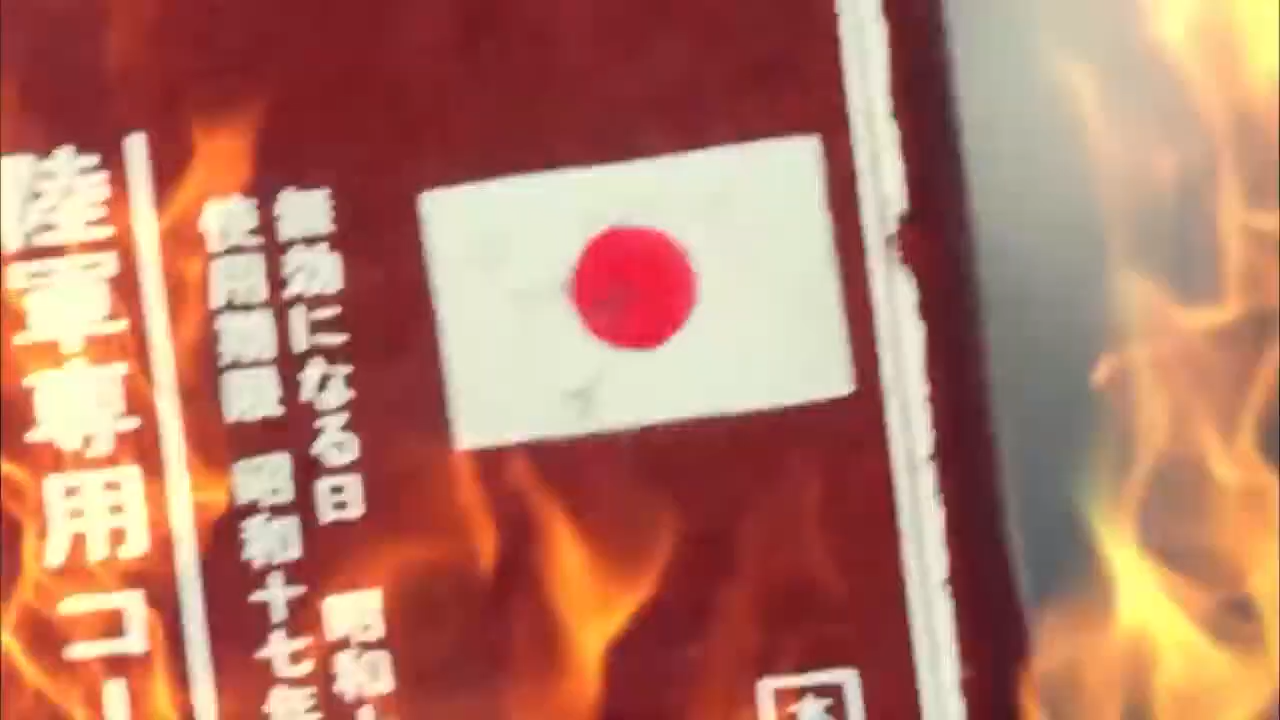 無効になる日 昭和
使用期限 昭和十七年
陸軍専用コー